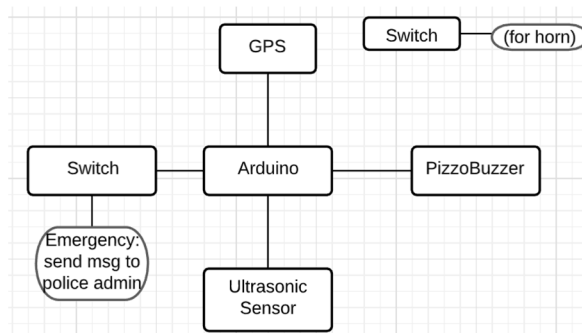 GPS
Switch
(for horn)
Switch
Arduino
PizzoBuzzer
Emergency:
send msg to
police admin
Ultrasonic
Sensor